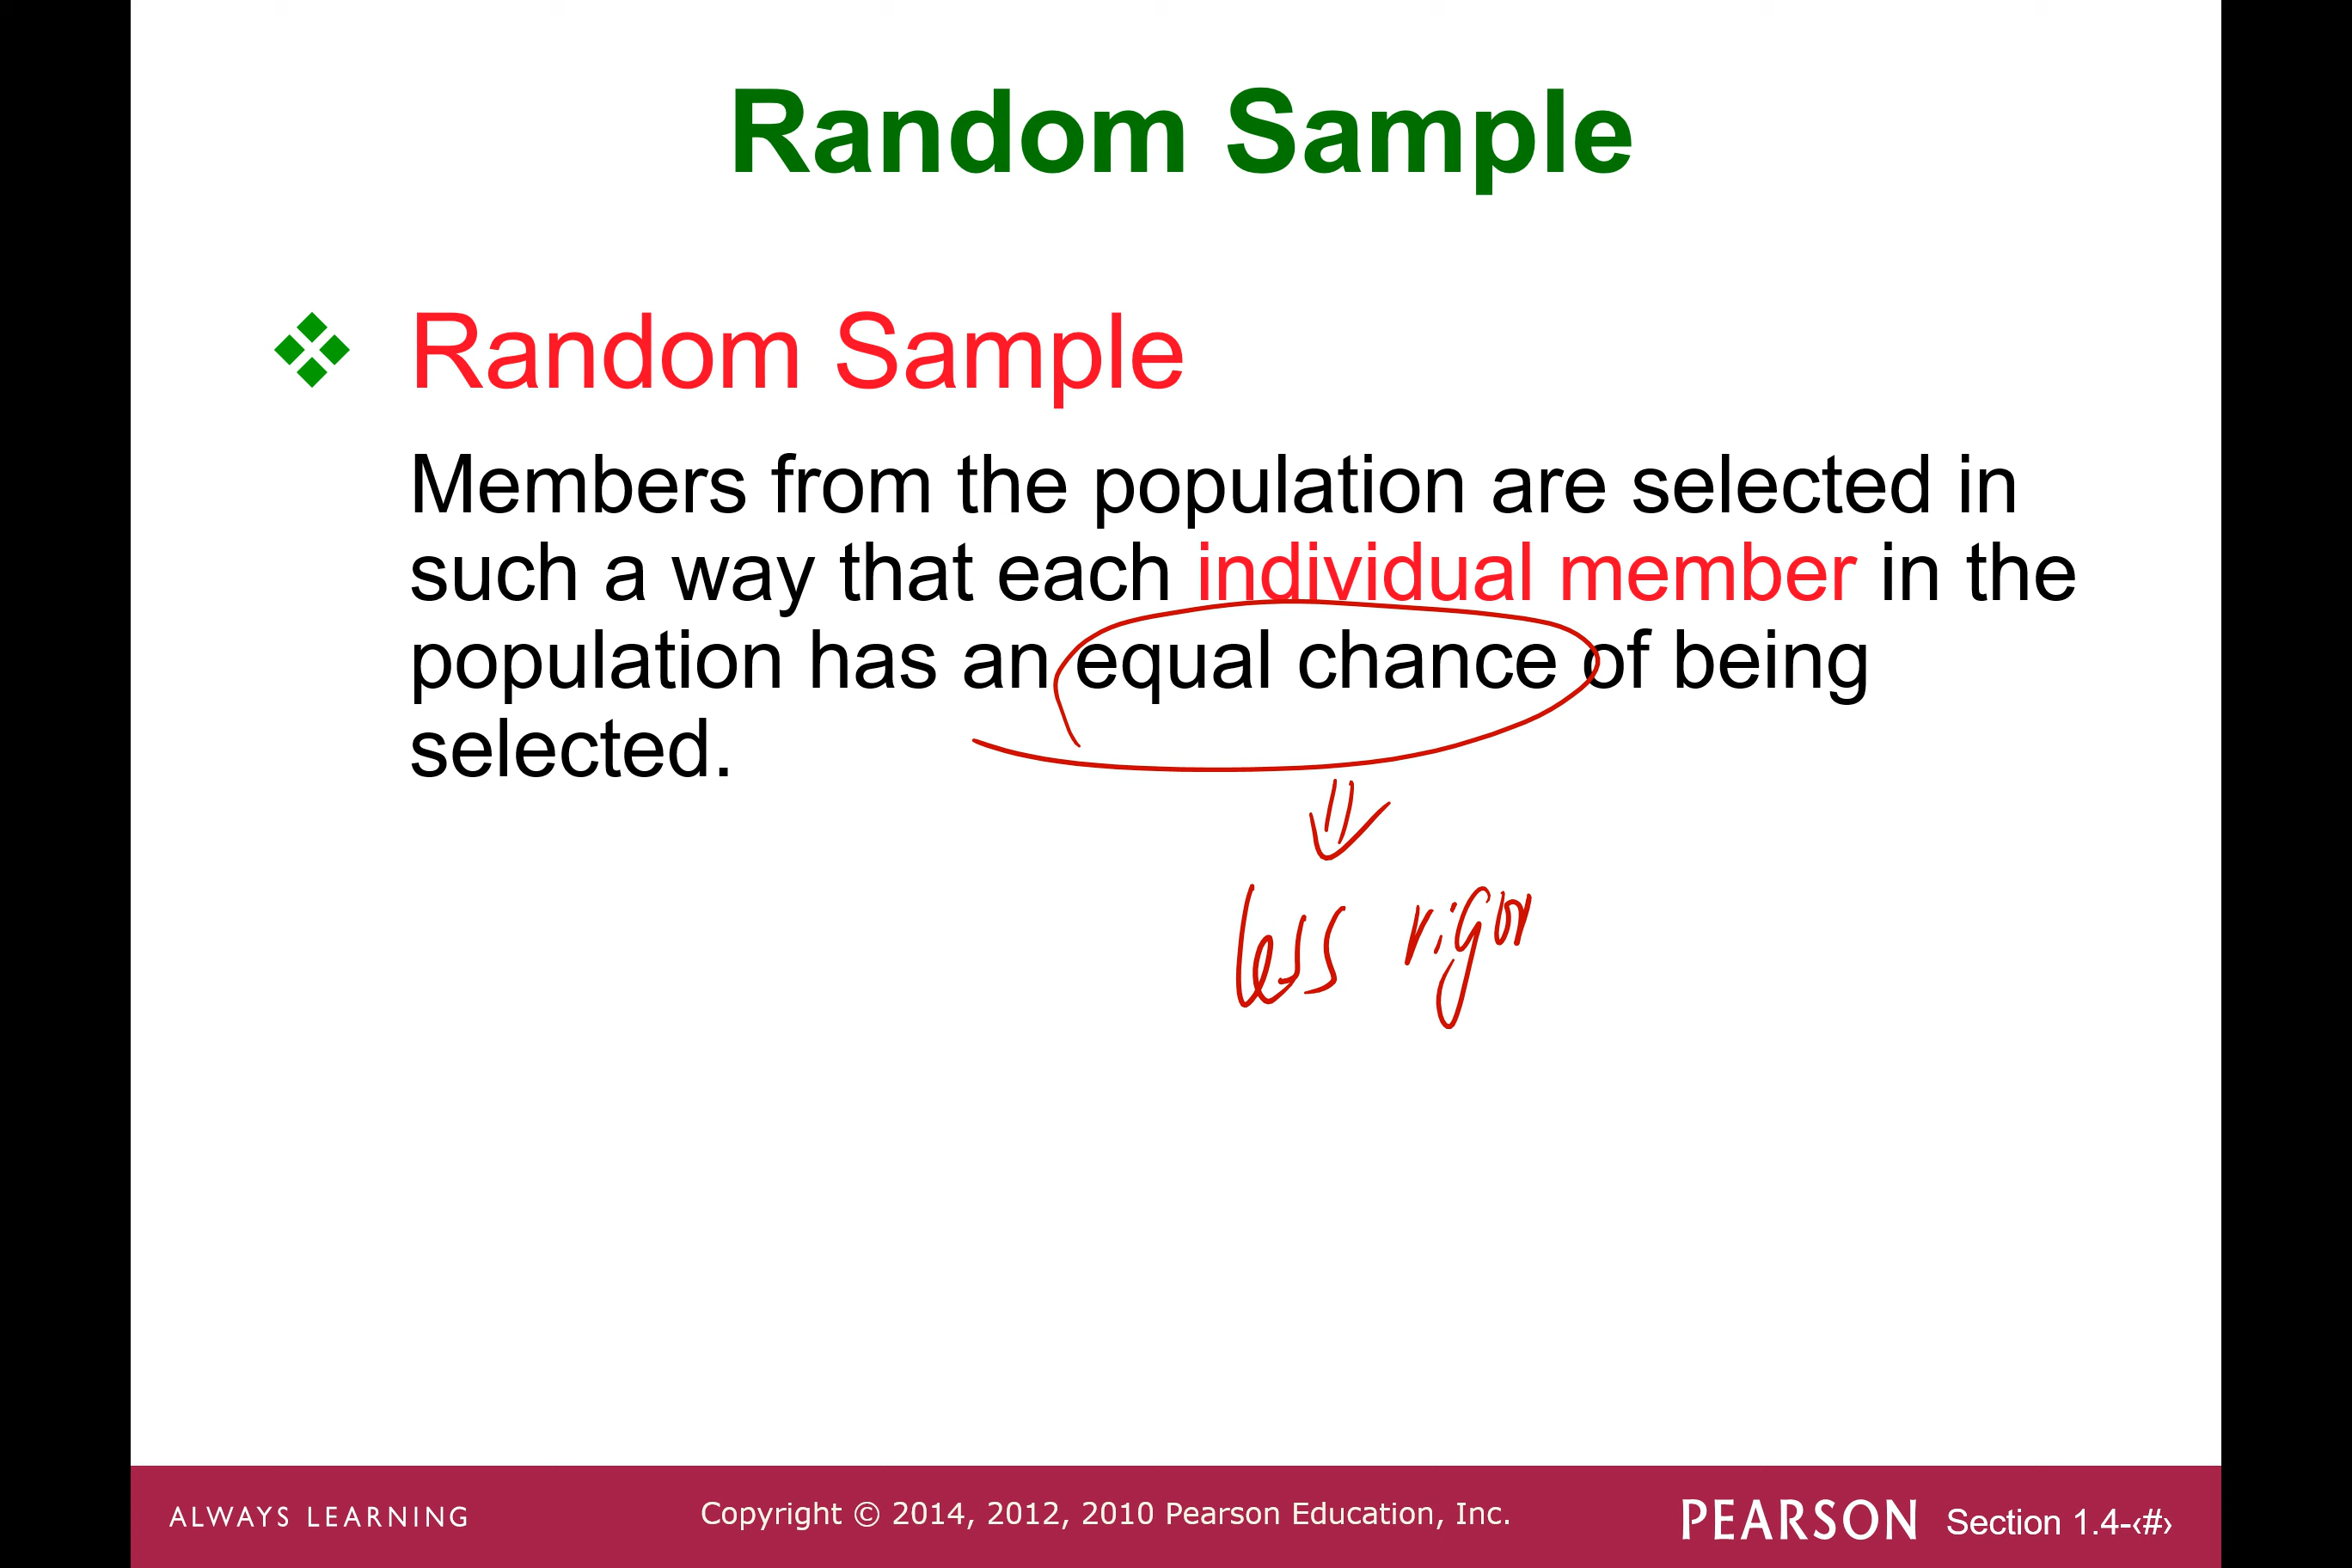 Random Sample
Random Sample
Members from the population are selected in
such a way that each individual member in the
population has an equal chance of being
selected.
less rigor
ALWAYS LEARNING
Copyright © 2014, 2012, 2010 Pearson Education, Inc.
PEARSON
Section 1.4-‹#›